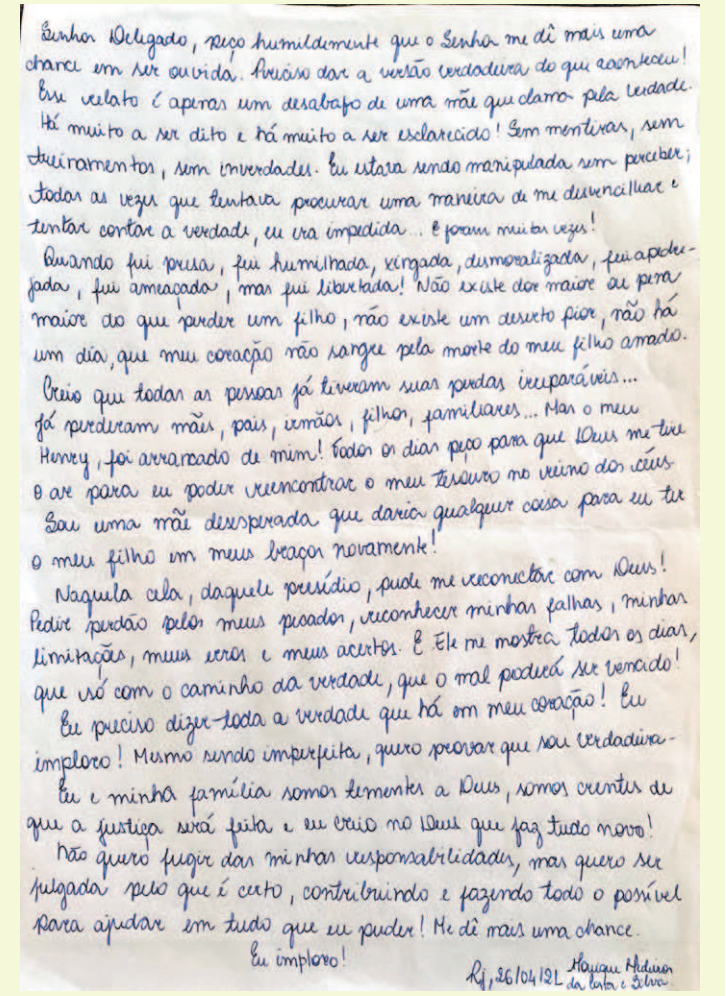 Senhor Delegado, peço humildemente que o Senhor me dê mais uma
chance em ser ouvida. Preciso dar a versão verdadeira do que aconteceu!
Esse relato é apenas um desabafo de uma mãe que clama pela verdade.
Há muito a ser dito e há muito a ser esclarecido! Sem mentiras, sem
treinamentos, sem inverdades. Eu estava sendo manipulada sem perceber;
todas as vezes que tentava procurar uma maneira de me desvencilhar e
tentar contar a verdade, eu era impedida... E foram muitas vezes!
Quando fui presa, fui humilhada, xingada, desmoralizada, fui apedre-
jada, fui ameaçada, mas fui libertada! Não existe dor maior ou pena
maior do que perder um filho, não existe um deserto pior, não há
um dia, que meu coração não sangre pela morte do meu filho amado.
Creio que todas as pessoas já tiveram suas perdas irreparáveis...
Já perderam mães, pais, irmãos, filhos, familiares... Mas o meu
Henry, foi arrancado de mim! Todos os dias peço para que Deus me tire
o ar para eu poder reencontrar o meu tesouro no reino dos céus.
Sou uma mãe desesperada que daria qualquer coisa para eu ter
o meu filho em meus braços novamente!
Naquela cela, daquele presídio, pude me reconectar com Deus!
Pedir perdão pelos meus pecados, reconhecer minhas falhas, minhas
limitações, meus erros e meus acertos. E Ele me mostra todos os dias,
que só com o caminho da verdade, que o mal poderá ser vencido!
Eu preciso dizer toda a verdade que há em meu coração! Eu
imploro! Mesmo sendo imperfeita, quero provar que sou verdadeira.
Eu e minha família somos tementes a Deus, somos crentes de
que a justiça será feita e eu creio no Deus que faz tudo novo!
Não quero fugir das minhas responsabilidades, mas quero ser
julgada pelo que é certo, contribuindo e fazendo todo o possível
para ajudar em tudo que eu puder! Me dê mais uma chance.
Eu imploro!
Rj, 26/04/21 Monique Medeiros
da Costa e Silva